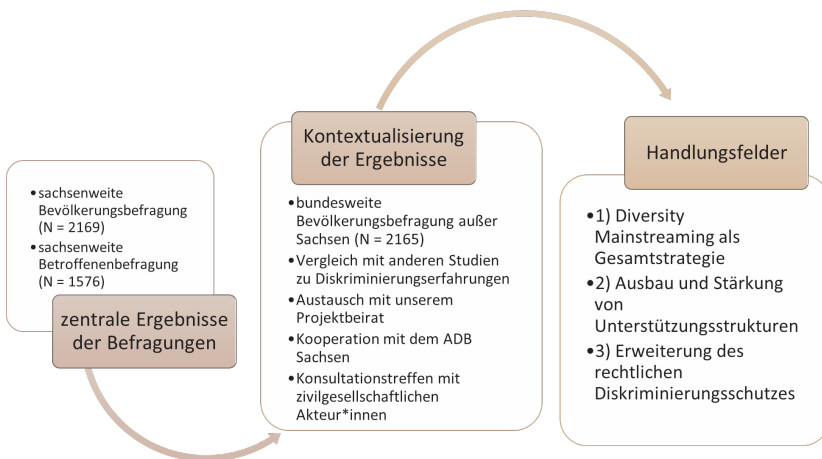 •sachsenweite
Bevölkerungsbefragung
(N = 2169)
•sachsenweite
Betroffenenbefragung
(N = 1576)
zentrale Ergebnisse
der Befragungen
Kontextualisierung
der Ergebnisse
•bundesweite
Bevölkerungsbefragung außer
Sachsen (N = 2165)
•Vergleich mit anderen Studien
zu Diskriminierungserfahrungen
•Austausch mit unserem
Projektbeirat
•Kooperation mit dem ADB
Sachsen
•Konsultationstreffen mit
zivilgesellschaftlichen
Akteur*innen
Handlungsfelder
•1) Diversity
Mainstreaming als
Gesamtstrategie
•2) Ausbau und Stärkung
von
Unterstützungsstrukturen
•3) Erweiterung des
rechtlichen
Diskriminierungsschutzes